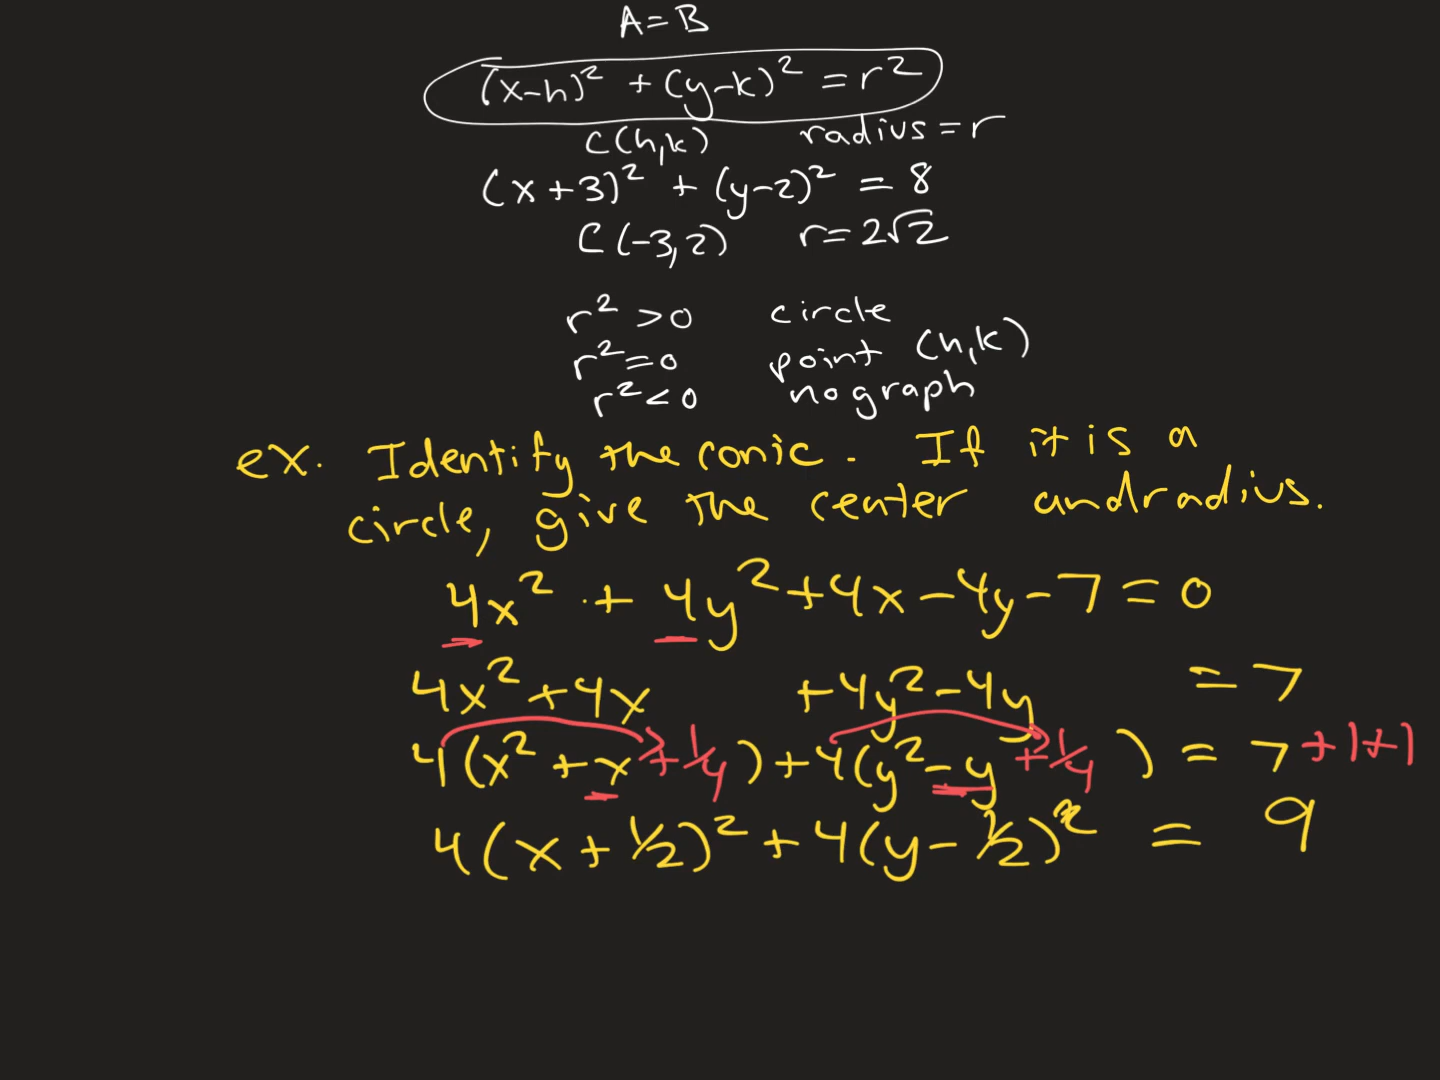 A=B
(x-h)² + (y-k)² = r²
C(h,k) radius=r
(x+3)² + (y-2)² = 8
C(-3,2) r=2√2
r²>0 circle
r²=0 point (h,k)
r²<0 no graph
ex. Identify the conic. If it is a
circle, give the center and radius.
4x² + 4y² + 4x - 4y - 7 = 0
4x² + 4x + 4y² - 4y = 7
4(x² + x + 1/4) + 4(y² - y + 1/4) = 7 + 1 + 1
4(x + 1/2)² + 4(y - 1/2)² = 9